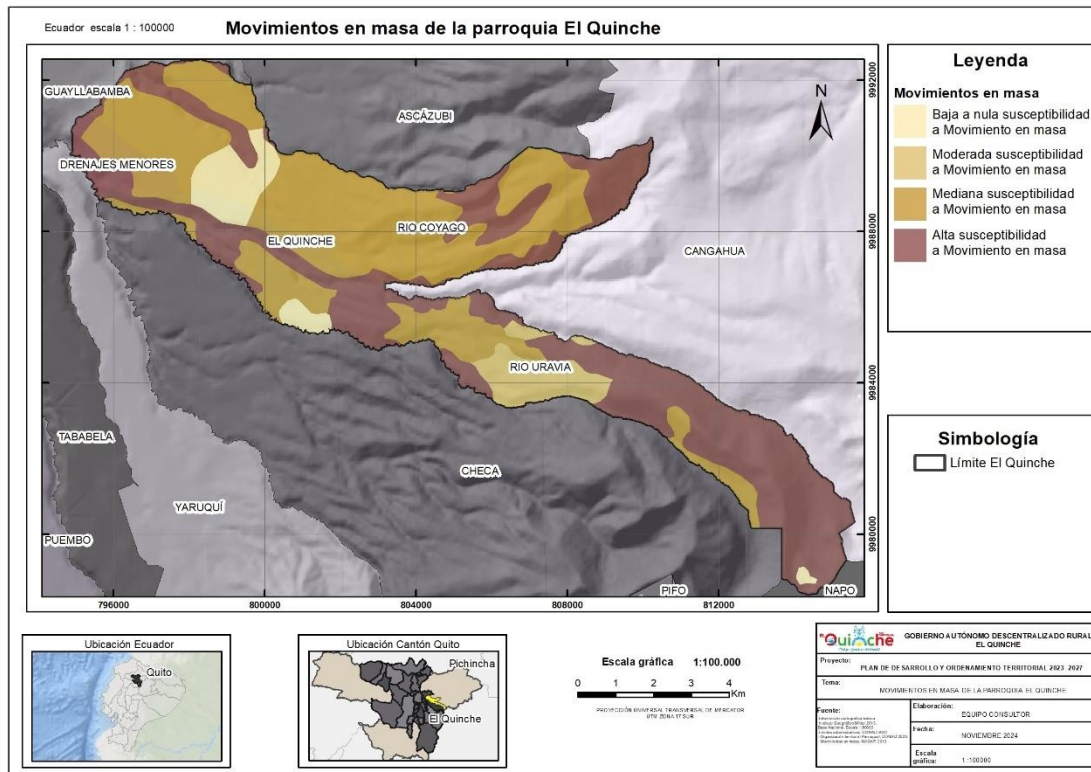 Ecuador escala 1 : 100000
Movimientos en masa de la parroquia El Quinche
GUAYLLABAMBA
ASCÁZUBI
DRENAJES MENORES
EL QUINCHE
RIO COYAGO
CANGAHUA
RIO URAVIA
TABABELA
CHECA
YARUQUÍ
PUEMBO
PIFO
NAPO
N
9992000
9988000
9984000
9980000
796000
800000
804000
808000
812000
Leyenda
Movimientos en masa
Baja a nula susceptibilidad
a Movimiento en masa
Moderada susceptibilidad
a Movimiento en masa
Mediana susceptibilidad
a Movimiento en masa
Alta susceptibilidad
a Movimiento en masa
Simbología
Límite El Quinche
Ubicación Ecuador
Quito
Ubicación Cantón Quito
Pichincha
El Quinche
Escala gráfica 1:100.000
0 1 2 3 4
Km
PROYECCIÓN UNIVERSAL TRANSVERSAL DE MERCATOR
UTM ZONA 17 SUR
Quinche
GOBIERNO AUTÓNOMO DESCENTRALIZADO RURAL
EL QUINCHE
Proyecto:
PLAN DE DESARROLLO Y ORDENAMIENTO TERRITORIAL 2023 2027
Tema:
MOVIMIENTOS EN MASA DE LA PARROQUIA EL QUINCHE
Fuente:
Elaboración:
EQUIPO CONSULTOR
Fecha:
NOVIEMBRE 2024
Escala
gráfica:
1:100000